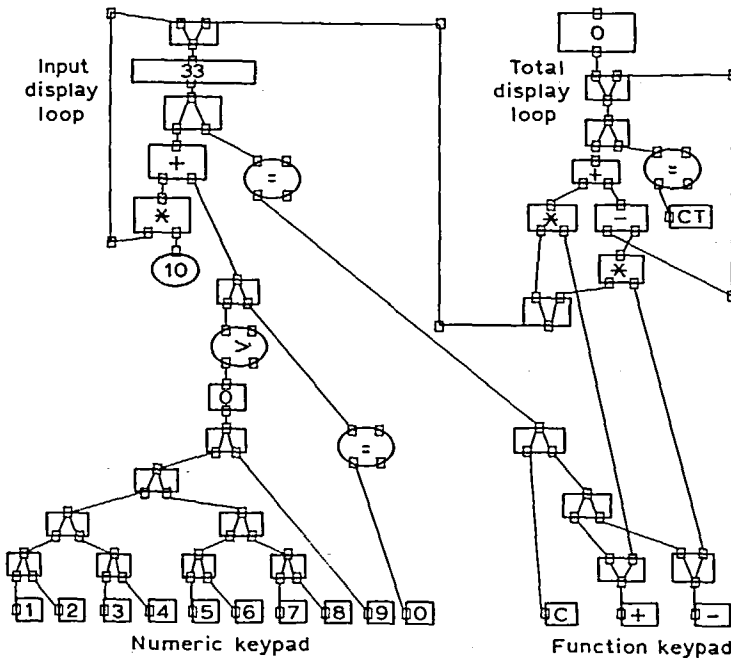 0
Input
display
loop
33
Total
display
loop
+
=
+
=
*
*
-
CT
10
*
>
0
=
1 2 3 4 5 6 7 8 9 0
C + -
Numeric keypad
Function keypad